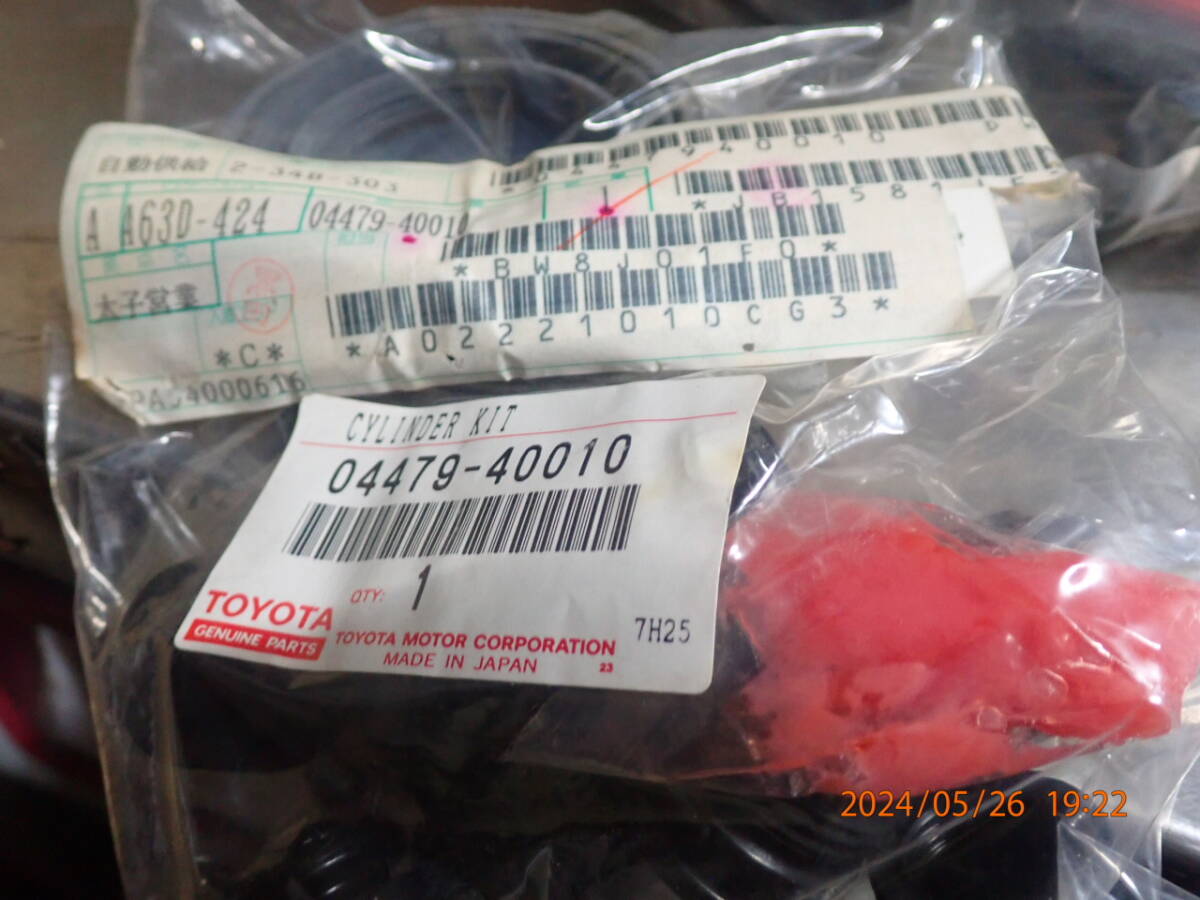 自動供給 2-34B-303
A A63D-424 04479-40010 1
*BW8J01F0*
太子営業
*A02221010CG3*
*C*
CYLINDER KIT
04479-40010
QTY: 1
TOYOTA
GENUINE PARTS
TOYOTA MOTOR CORPORATION
7H25
MADE IN JAPAN
23
2024/05/26 19:22